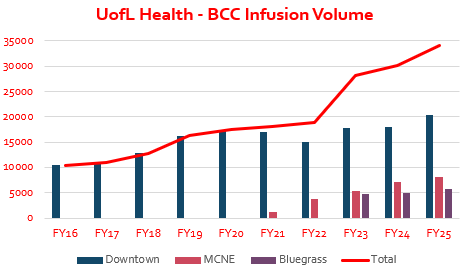 UofL Health - BCC Infusion Volume
35000
30000
25000
20000
15000
10000
5000
0
FY16 FY17 FY18 FY19 FY20 FY21 FY22 FY23 FY24 FY25
Downtown MCNE Bluegrass Total